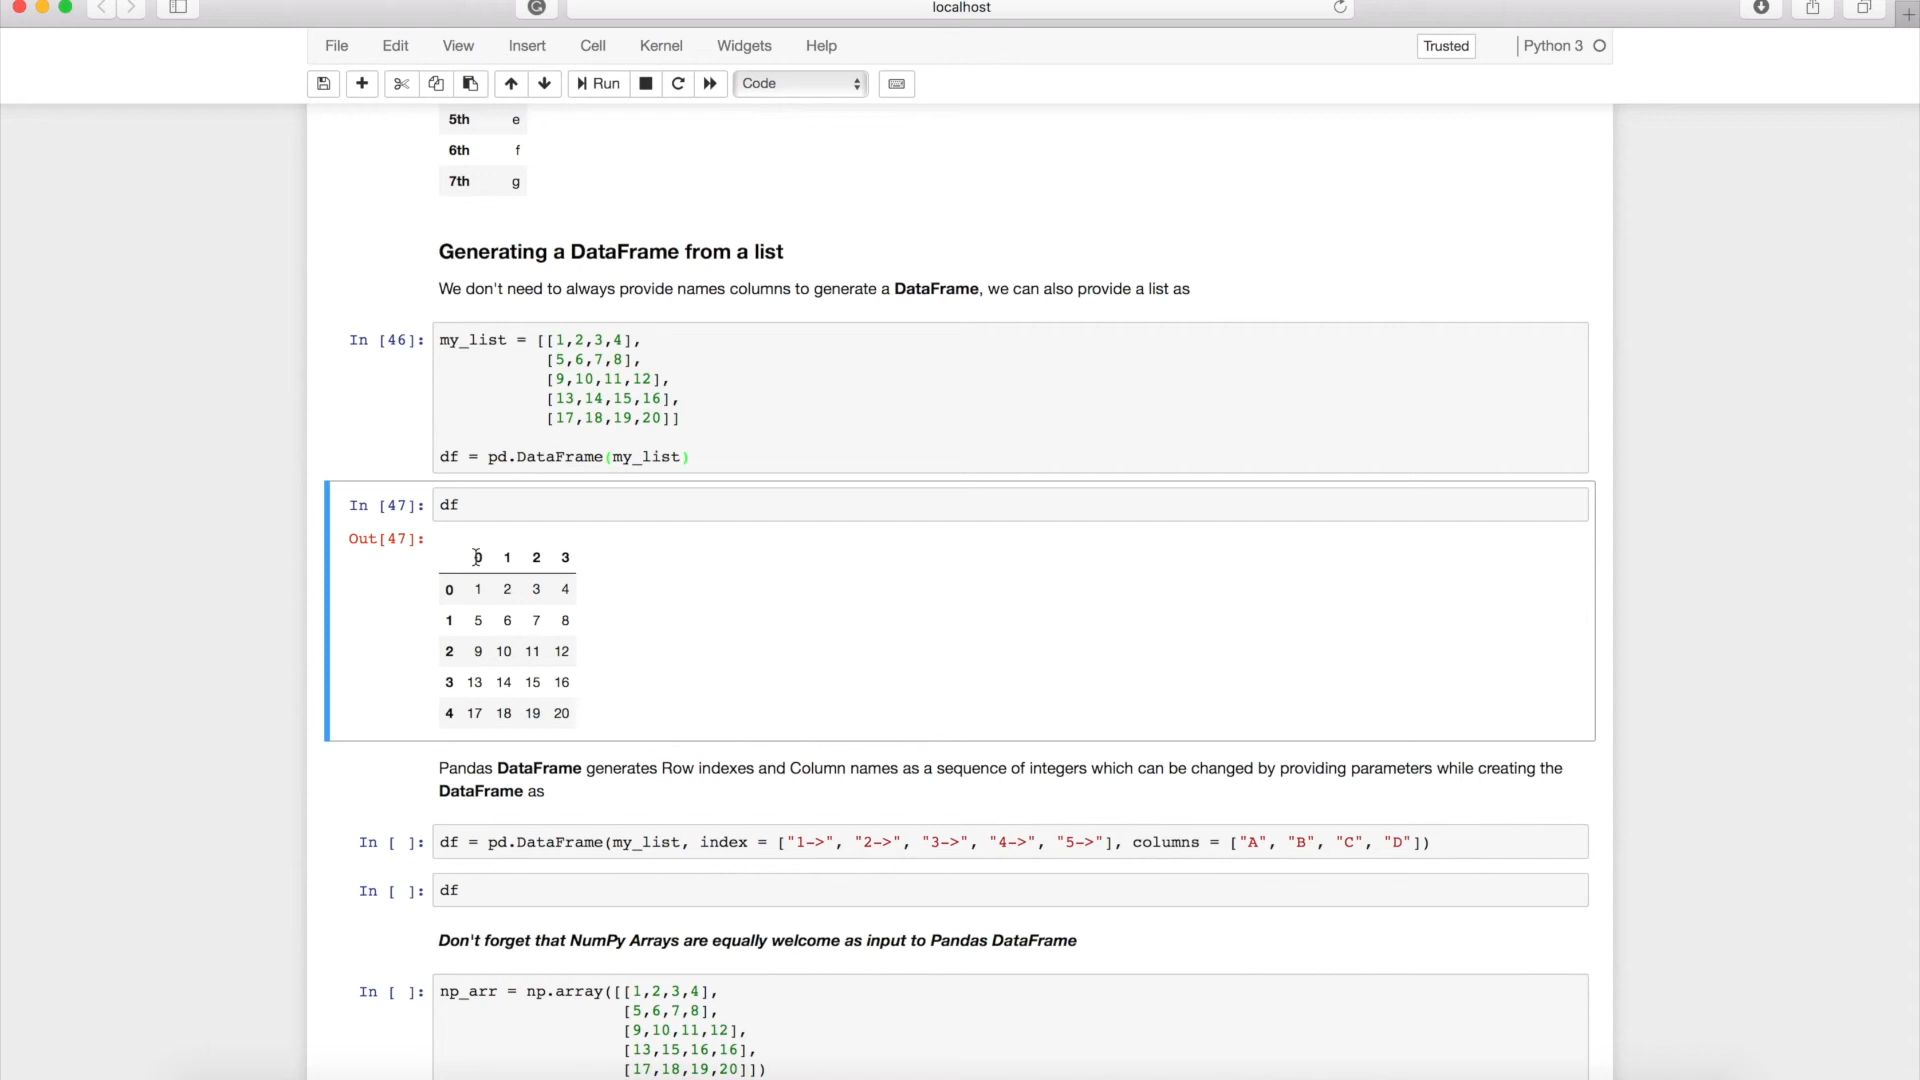 localhost
File Edit View Insert Cell Kernel Widgets Help Trusted Python 3
Run Code
5th e
6th f
7th g
Generating a DataFrame from a list
We don't need to always provide names columns to generate a DataFrame, we can also provide a list as
In [46]: my_list = [[1,2,3,4],
[5,6,7,8],
[9,10,11,12],
[13,14,15,16],
[17,18,19,20]]
df = pd.DataFrame(my_list)
In [47]: df
Out[47]:
0 1 2 3
0 1 2 3 4
1 5 6 7 8
2 9 10 11 12
3 13 14 15 16
4 17 18 19 20
Pandas DataFrame generates Row indexes and Column names as a sequence of integers which can be changed by providing parameters while creating the
DataFrame as
In [ ]: df = pd.DataFrame(my_list, index = ["1->", "2->", "3->", "4->", "5->"], columns = ["A", "B", "C", "D"])
In [ ]: df
Don't forget that NumPy Arrays are equally welcome as input to Pandas DataFrame
In [ ]: np_arr = np.array([[1,2,3,4],
[5,6,7,8],
[9,10,11,12],
[13,15,16,16],
[17,18,19,20]])